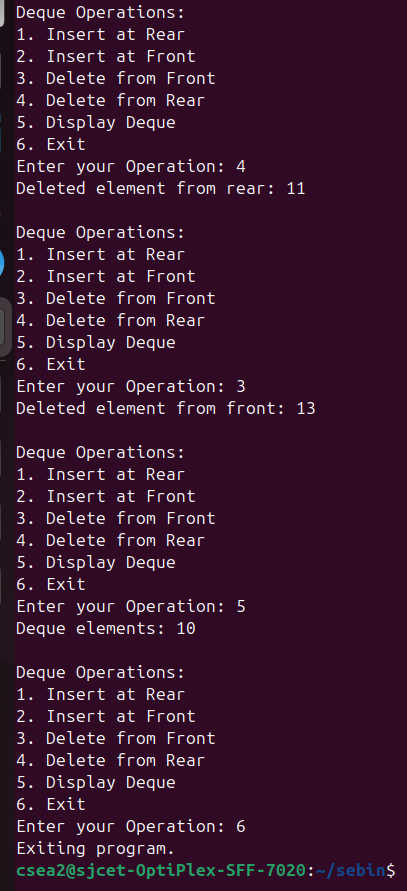 Deque Operations:
1. Insert at Rear
2. Insert at Front
3. Delete from Front
4. Delete from Rear
5. Display Deque
6. Exit
Enter your Operation: 4
Deleted element from rear: 11

Deque Operations:
1. Insert at Rear
2. Insert at Front
3. Delete from Front
4. Delete from Rear
5. Display Deque
6. Exit
Enter your Operation: 3
Deleted element from front: 13

Deque Operations:
1. Insert at Rear
2. Insert at Front
3. Delete from Front
4. Delete from Rear
5. Display Deque
6. Exit
Enter your Operation: 5
Deque elements: 10

Deque Operations:
1. Insert at Rear
2. Insert at Front
3. Delete from Front
4. Delete from Rear
5. Display Deque
6. Exit
Enter your Operation: 6
Exiting program.
csea2@sjcet-OptiPlex-SFF-7020:~/sebin$